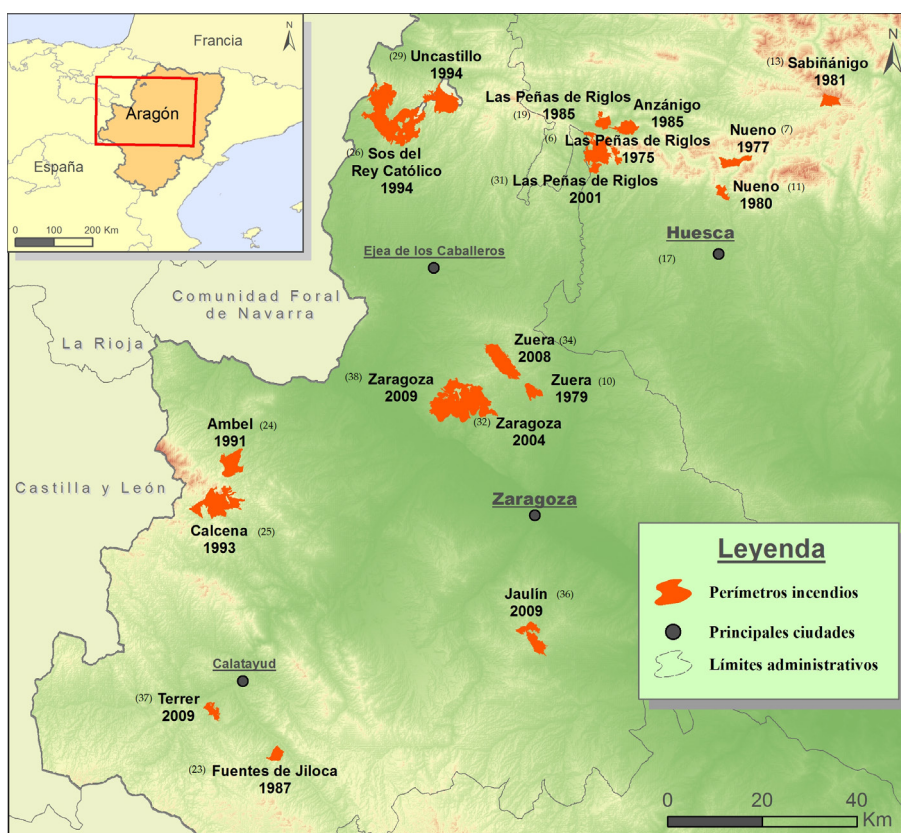 Francia
N
Aragón
España
0 100 200 Km
N
(29) Uncastillo
1994
(13) Sabiñánigo
1981
Las Peñas de Riglos
(19) 1985
Anzánigo
1985
Nueno (7)
1977
(6) Las Peñas de Riglos
1975
(26) Sos del
Rey Católico
1994
(31) Las Peñas de Riglos
2001
Nueno (11)
1980
Huesca
(17)
Ejea de los Caballeros
Comunidad Foral
de Navarra
La Rioja
Zuera (34)
2008
(38) Zaragoza
2009
Zuera (10)
1979
(32) Zaragoza
2004
Ambel (24)
1991
Castilla y León
Zaragoza
Calcena (25)
1993
Leyenda
Perímetros incendios
Principales ciudades
Límites administrativos
Jaulín (36)
2009
Calatayud
(37) Terrer
2009
(23) Fuentes de Jiloca
1987
0 20 40
Km